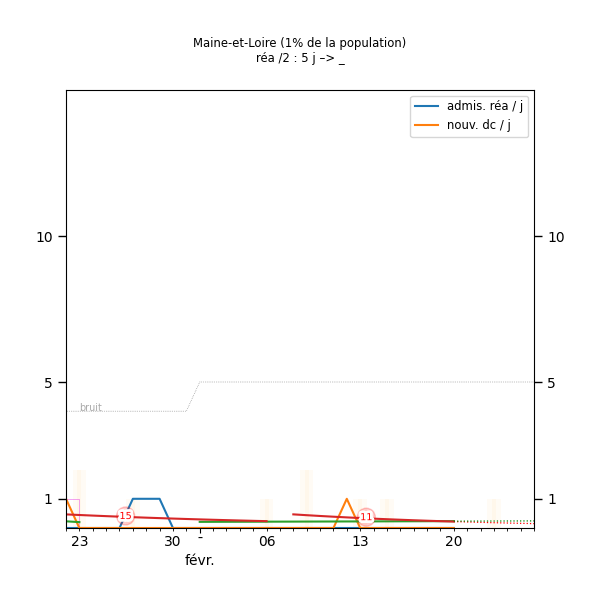 Maine-et-Loire (1% de la population)
réa /2 : 5 j –> _
admis. réa / j
nouv. dc / j
10
10
5
5
bruit
1
1
15
11
23
30
-
06
13
20
févr.